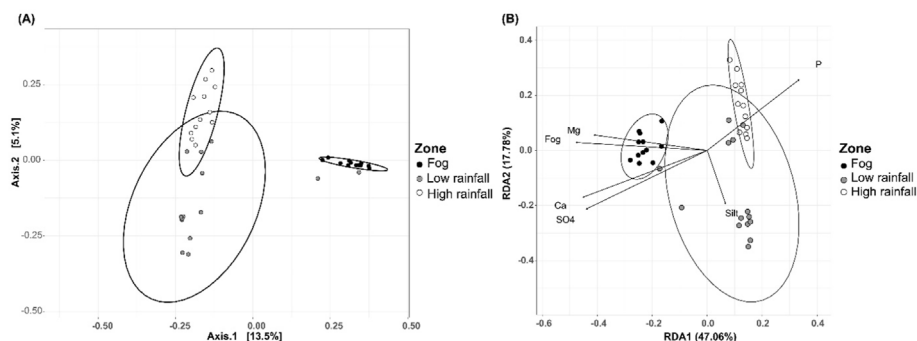 (A)
0.25
0.00
-0.25
-0.50
Axis.2 [5.1%]
-0.50
-0.25
0.00
0.25
0.50
Axis.1 [13.5%]
Zone
Fog
Low rainfall
High rainfall
(B)
0.4
0.2
0.0
-0.2
-0.4
RDA2 (17.78%)
P
Mg
Fog
Ca
SO4
Silt
-0.6
-0.4
-0.2
0.0
0.2
0.4
RDA1 (47.06%)
Zone
Fog
Low rainfall
High rainfall